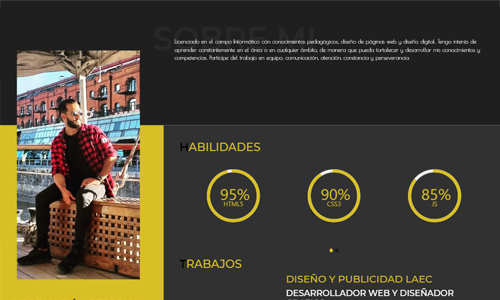 SOBRE MI
Licenciado en el campo Informático con conocimientos pedagógicos, diseño de páginas web y diseño digital. Tengo interés de
aprender constantemente en el área o en cualquier ámbito, de manera que pueda fortalecer y desarrollar mis conocimientos y
competencias. Partícipe del trabajo en equipo, comunicación, atención, constancia y perseverancia.
HABILIDADES
95%
HTML5
90%
CSS3
85%
JS
TRABAJOS
DISEÑO Y PUBLICIDAD LAEC
DESARROLLADOR WEB Y DISEÑADOR